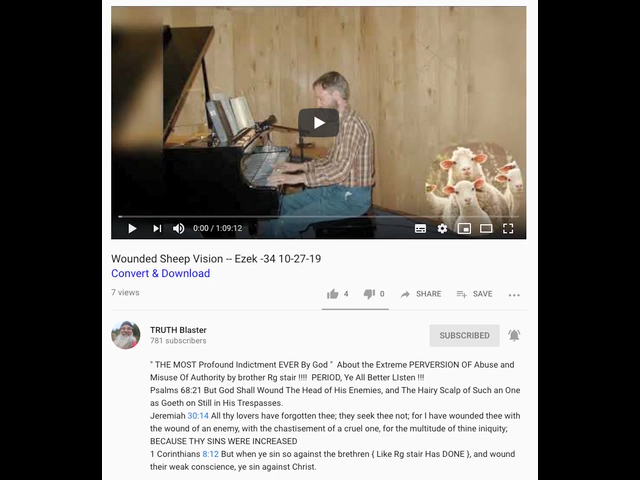 0:00 / 1:09:12
Wounded Sheep Vision -- Ezek -34 10-27-19
Convert & Download
7 views
4
0
SHARE
SAVE
TRUTH Blaster
781 subscribers
SUBSCRIBED
" THE MOST Profound Indictment EVER By God "  About the Extreme PERVERSION OF Abuse and
Misuse Of Authority by brother Rg stair !!!!  PERIOD, Ye All Better LIsten !!!
Psalms 68:21 But God Shall Wound The Head of His Enemies, and The Hairy Scalp of Such an One
as Goeth on Still in His Trespasses.
Jeremiah 30:14 All thy lovers have forgotten thee; they seek thee not; for I have wounded thee with
the wound of an enemy, with the chastisement of a cruel one, for the multitude of thine iniquity;
BECAUSE THY SINS WERE INCREASED
1 Corinthians 8:12 But when ye sin so against the brethren { Like Rg stair Has DONE }, and wound
their weak conscience, ye sin against Christ.